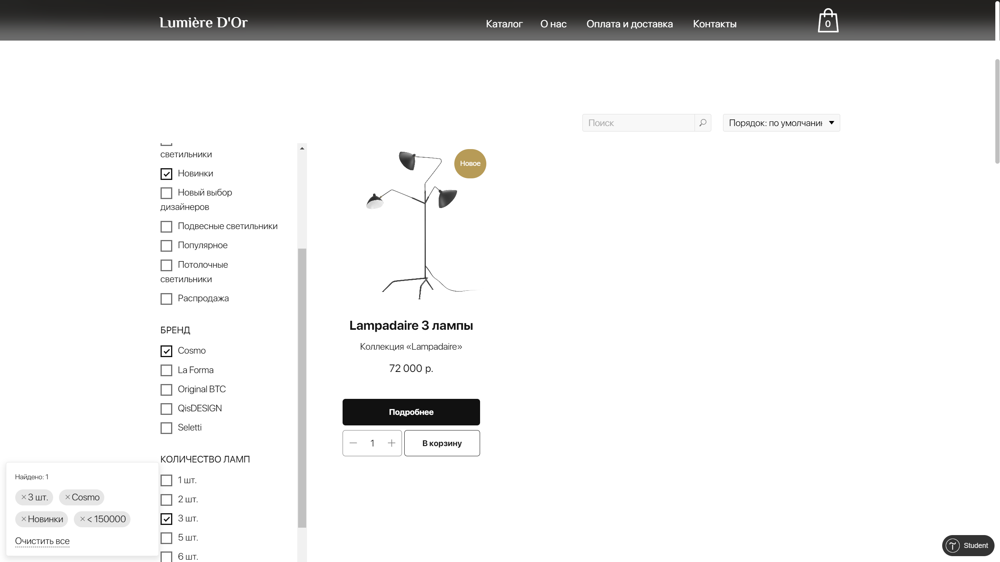 Lumière D'Or
Каталог
О нас
Оплата и доставка
Контакты
0
Поиск
Порядок: по умолчани
светильники
Новинки
Новый выбор
дизайнеров
Подвесные светильники
Популярное
Потолочные
светильники
Распродажа
БРЕНД
Cosmo
La Forma
Original BTC
QisDESIGN
Seletti
КОЛИЧЕСТВО ЛАМП
1 шт.
2 шт.
3 шт.
5 шт.
6 шт.
Новое
Lampadaire 3 лампы
Коллекция «Lampadaire»
72 000 р.
Подробнее
1
В корзину
Найдено: 1
3 шт.
Cosmo
Новинки
< 150000
Очистить все
Student